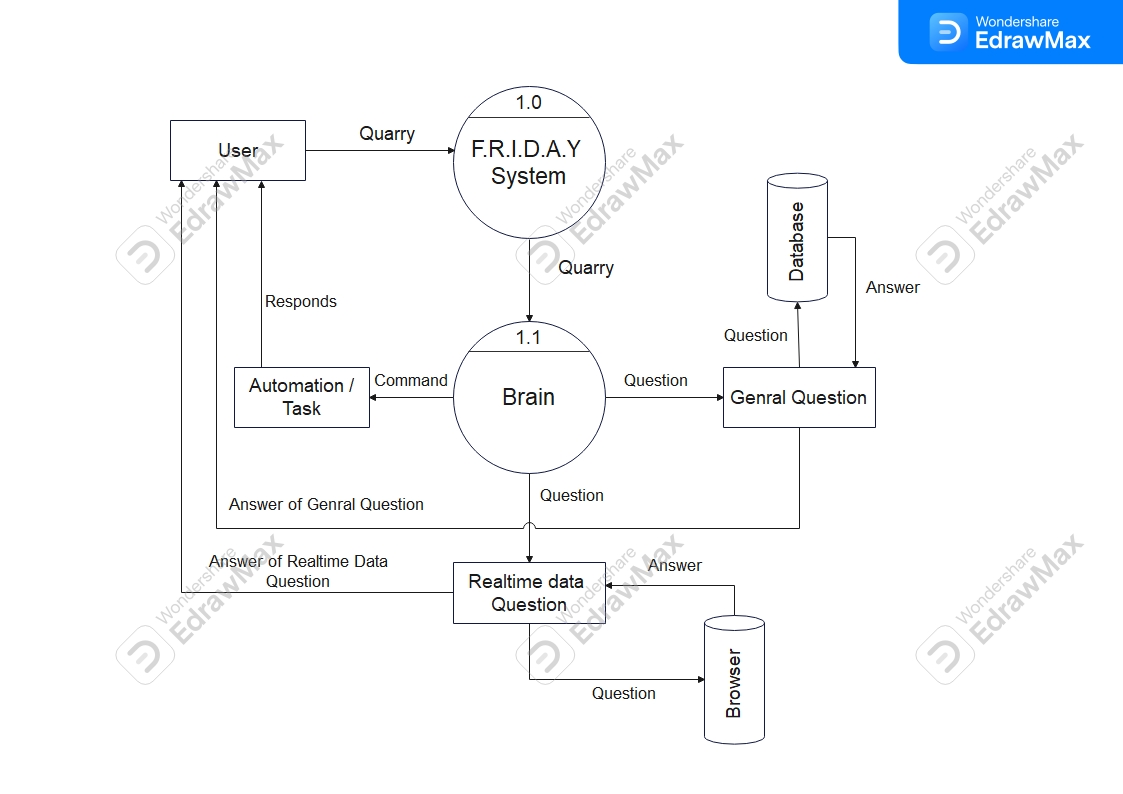 Wondershare
EdrawMax
1.0
User
Quarry
F.R.I.D.A.Y
System
Database
Quarry
Answer
Responds
Question
1.1
Automation /
Task
Command
Brain
Question
Genral Question
Question
Answer of Genral Question
Answer of Realtime Data
Question
Answer
Realtime data
Question
Browser
Question
Wondershare
EdrawMax
Wondershare
EdrawMax
Wondershare
EdrawMax
Wondershare
EdrawMax
Wondershare
EdrawMax
Wondershare
EdrawMax